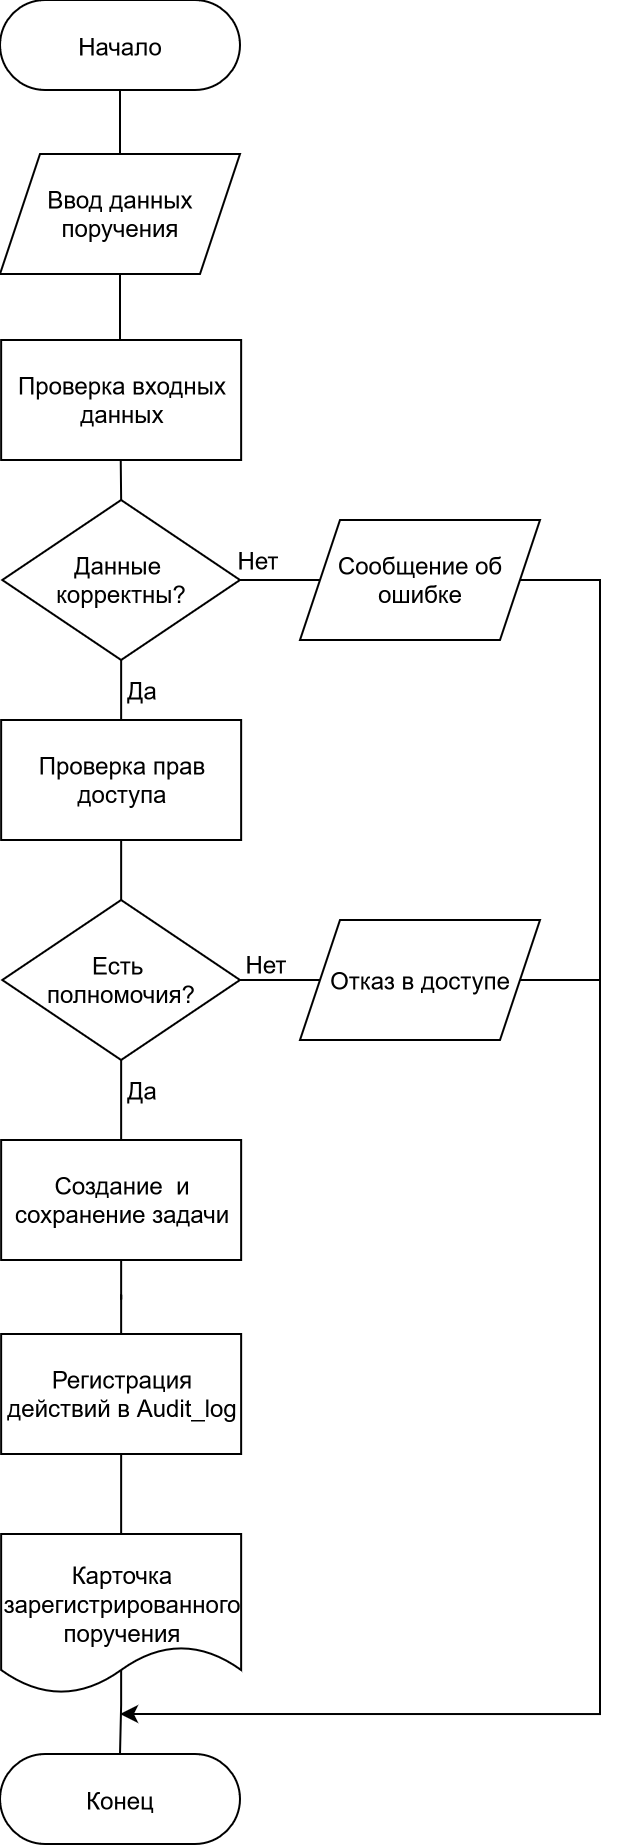 Начало
Ввод данных
поручения
Проверка входных
данных
Данные
корректны?
Нет
Сообщение об
ошибке
Да
Проверка прав
доступа
Есть
полномочия?
Нет
Отказ в доступе
Да
Создание  и
сохранение задачи
Регистрация
действий в Audit_log
Карточка
зарегистрированного
поручения
Конец